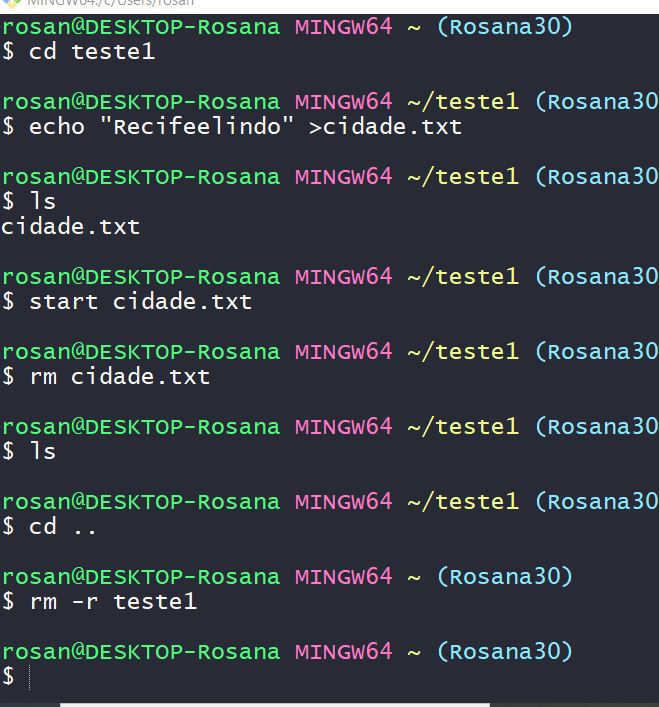 MINGW64:/c/Users/rosan
rosan@DESKTOP-Rosana MINGW64 ~ (Rosana30)
$ cd teste1
rosan@DESKTOP-Rosana MINGW64 ~/teste1 (Rosana30
$ echo "Recifeelindo" >cidade.txt
rosan@DESKTOP-Rosana MINGW64 ~/teste1 (Rosana30
$ ls
cidade.txt
rosan@DESKTOP-Rosana MINGW64 ~/teste1 (Rosana30
$ start cidade.txt
rosan@DESKTOP-Rosana MINGW64 ~/teste1 (Rosana30
$ rm cidade.txt
rosan@DESKTOP-Rosana MINGW64 ~/teste1 (Rosana30
$ ls
rosan@DESKTOP-Rosana MINGW64 ~/teste1 (Rosana30
$ cd ..
rosan@DESKTOP-Rosana MINGW64 ~ (Rosana30)
$ rm -r teste1
rosan@DESKTOP-Rosana MINGW64 ~ (Rosana30)
$